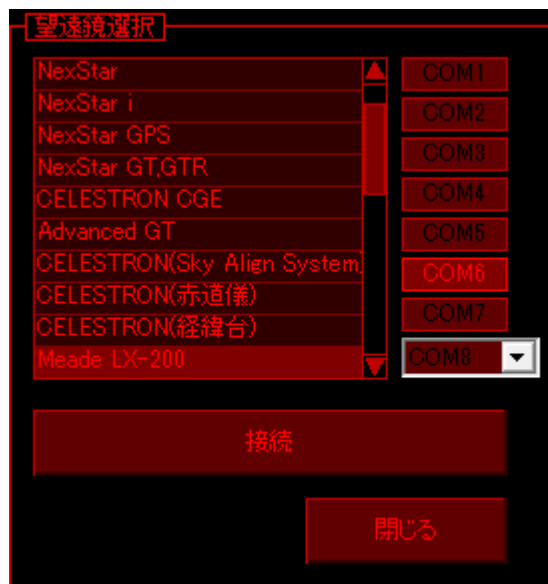 望遠鏡選択
NexStar
NexStar i
NexStar GPS
NexStar GT,GTR
CELESTRON CGE
Advanced GT
CELESTRON(Sky Align System)
CELESTRON(赤道儀)
CELESTRON(経緯台)
Meade LX-200
COM1
COM2
COM3
COM4
COM5
COM6
COM7
COM8
接続
閉じる